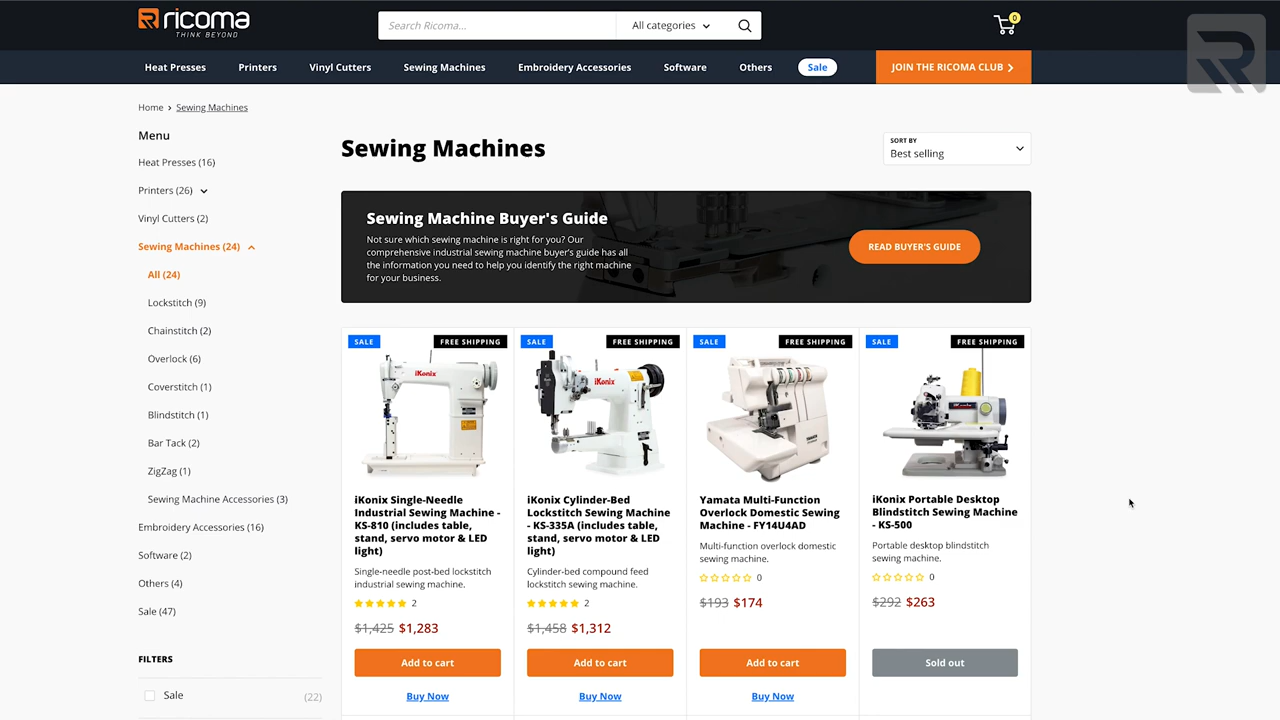 ricoma
THINK BEYOND
Search Ricoma...
All categories
0
Heat Presses
Printers
Vinyl Cutters
Sewing Machines
Embroidery Accessories
Software
Others
Sale
JOIN THE RICOMA CLUB
Home
Sewing Machines
Menu
Heat Presses (16)
Printers (26)
Vinyl Cutters (2)
Sewing Machines (24)
All (24)
Lockstitch (9)
Chainstitch (2)
Overlock (6)
Coverstitch (1)
Blindstitch (1)
Bar Tack (2)
ZigZag (1)
Sewing Machine Accessories (3)
Embroidery Accessories (16)
Software (2)
Others (4)
Sale (47)
FILTERS
Sale
(22)
Sewing Machines
SORT BY
Best selling
Sewing Machine Buyer's Guide
Not sure which sewing machine is right for you? Our
comprehensive industrial sewing machine buyer's guide has all
the information you need to help you identify the right machine
for your business.
READ BUYER'S GUIDE
SALE
FREE SHIPPING
iKonix
iKonix Single-Needle
Industrial Sewing Machine -
KS-810 (includes table,
stand, servo motor & LED
light)
Single-needle post-bed lockstitch
industrial sewing machine.
2
$1,425 $1,283
Add to cart
Buy Now
SALE
FREE SHIPPING
iKonix
iKonix Cylinder-Bed
Lockstitch Sewing Machine
- KS-335A (includes table,
stand, servo motor & LED
light)
Cylinder-bed compound feed
lockstitch sewing machine.
2
$1,458 $1,312
Add to cart
Buy Now
SALE
FREE SHIPPING
Yamata Multi-Function
Overlock Domestic Sewing
Machine - FY14U4AD
Multi-function overlock domestic
sewing machine.
0
$193 $174
Add to cart
Buy Now
SALE
FREE SHIPPING
iKonix Portable Desktop
Blindstitch Sewing Machine
- KS-500
Portable desktop blindstitch
sewing machine.
0
$292 $263
Sold out